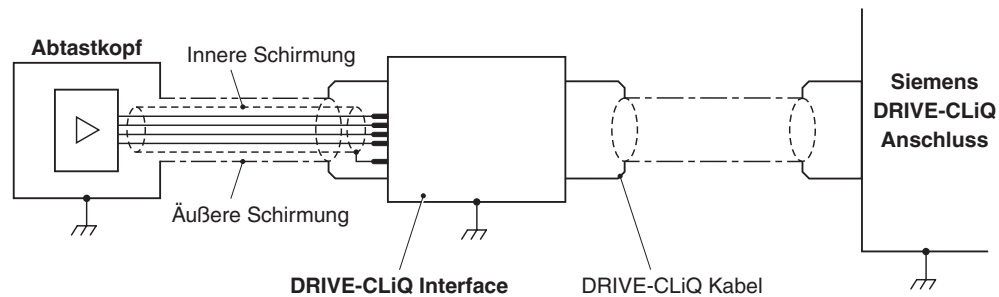 Abtastkopf
Innere Schirmung
Äußere Schirmung
DRIVE-CLiQ Interface
DRIVE-CLiQ Kabel
Siemens
DRIVE-CLiQ
Anschluss